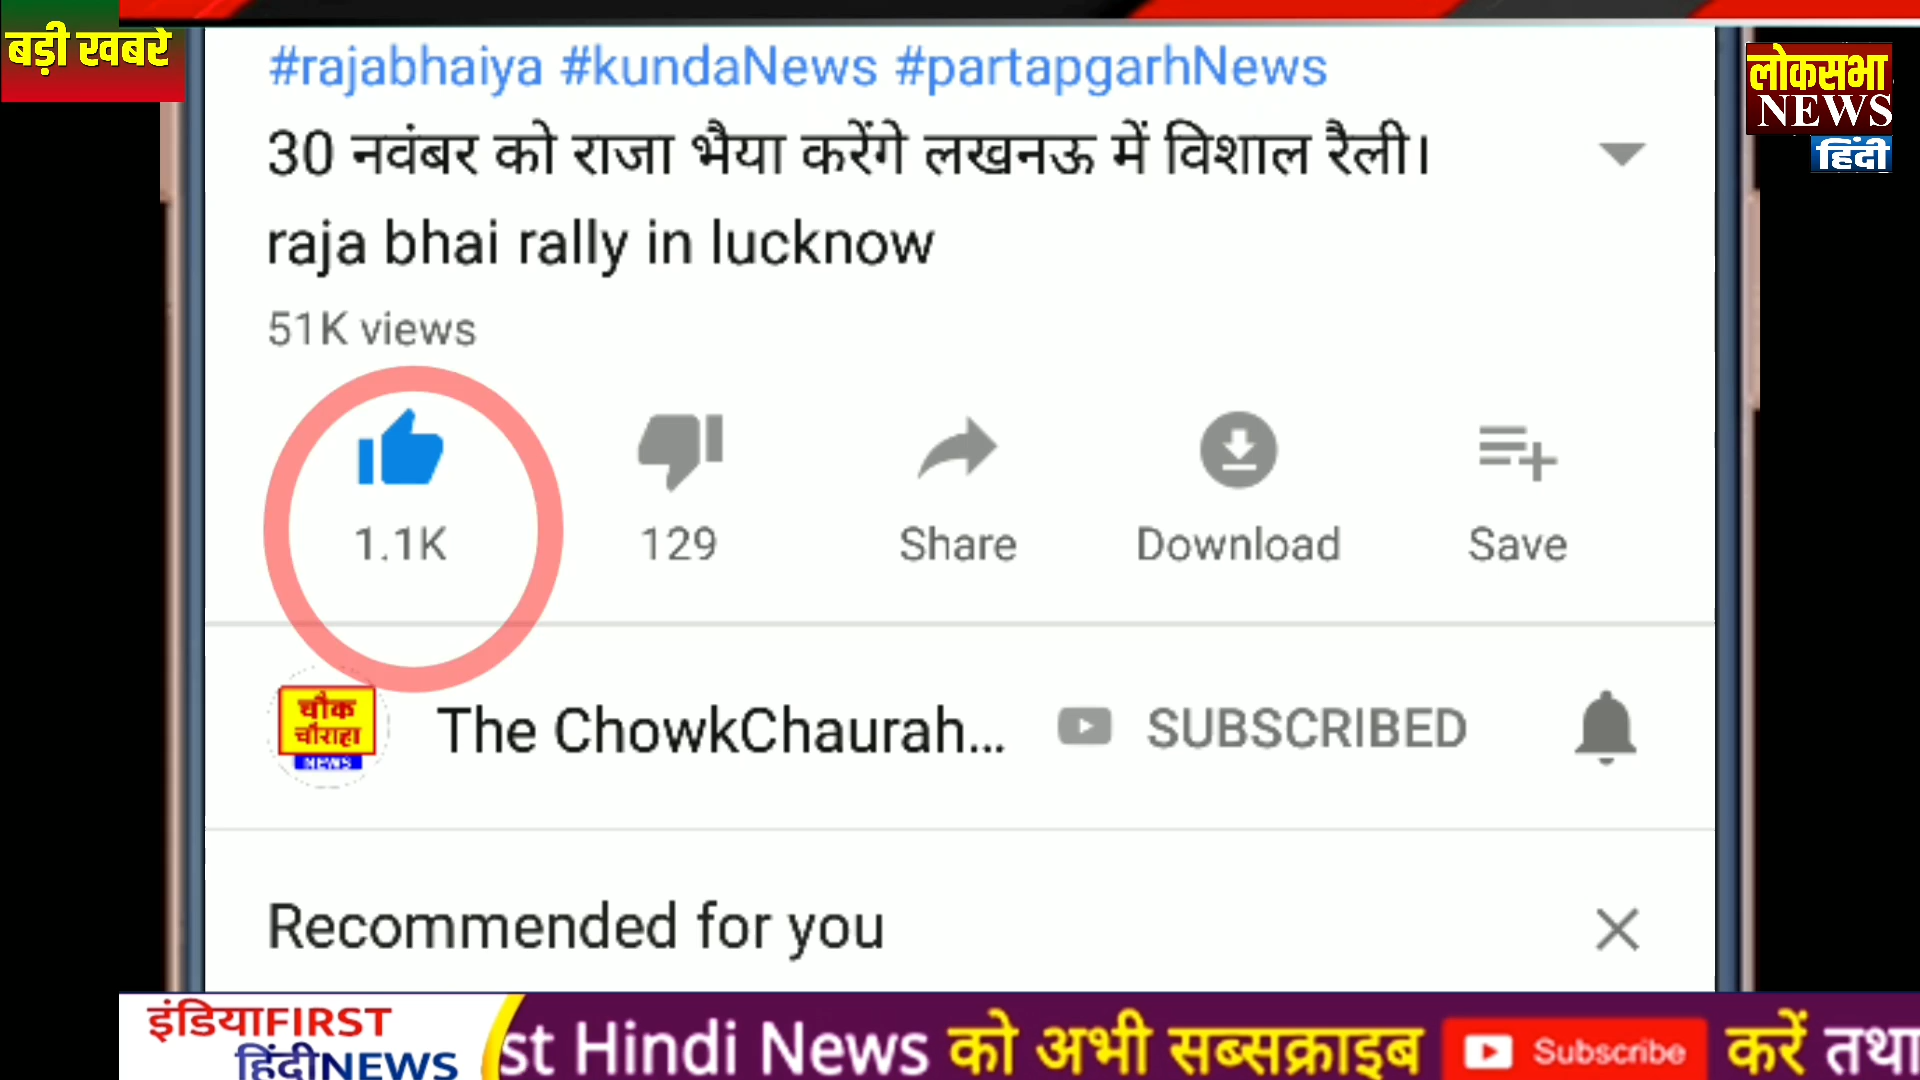 बड़ी खबरे
लोकसभा
NEWS
हिंदी
#rajabhaiya #kundaNews #partapgarhNews
30 नवंबर को राजा भैया करेंगे लखनऊ में विशाल रैली।
raja bhai rally in lucknow
51K views
1.1K 129 Share Download Save
चौक
चौराहा
NEWS
The ChowkChaurah... SUBSCRIBED
Recommended for you
इंडियाFIRST
हिंदीNEWS
st Hindi News को अभी सब्सक्राइब Subscribe करें तथा